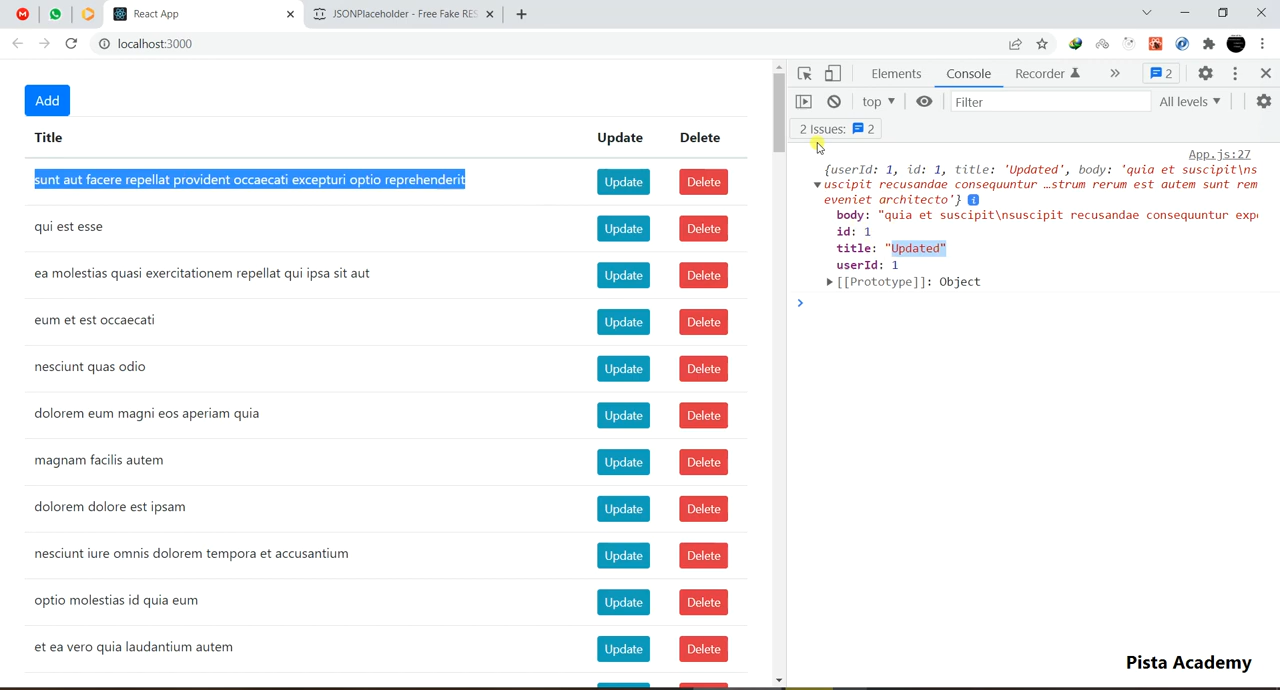 React App
JSONPlaceholder - Free Fake RES
localhost:3000
Add
Title Update Delete
sunt aut facere repellat provident occaecati excepturi optio reprehenderit Update Delete
qui est esse Update Delete
ea molestias quasi exercitationem repellat qui ipsa sit aut Update Delete
eum et est occaecati Update Delete
nesciunt quas odio Update Delete
dolorem eum magni eos aperiam quia Update Delete
magnam facilis autem Update Delete
dolorem dolore est ipsam Update Delete
nesciunt iure omnis dolorem tempora et accusantium Update Delete
optio molestias id quia eum Update Delete
et ea vero quia laudantium autem Update Delete
Elements Console Recorder 2
top Filter All levels
2 Issues: 2
App.js:27
{userId: 1, id: 1, title: 'Updated', body: 'quia et suscipit\ns
uscipit recusandae consequuntur …strum rerum est autem sunt rem
eveniet architecto'}
body: "quia et suscipit\nsuscipit recusandae consequuntur expe
id: 1
title: "Updated"
userId: 1
[[Prototype]]: Object
Pista Academy